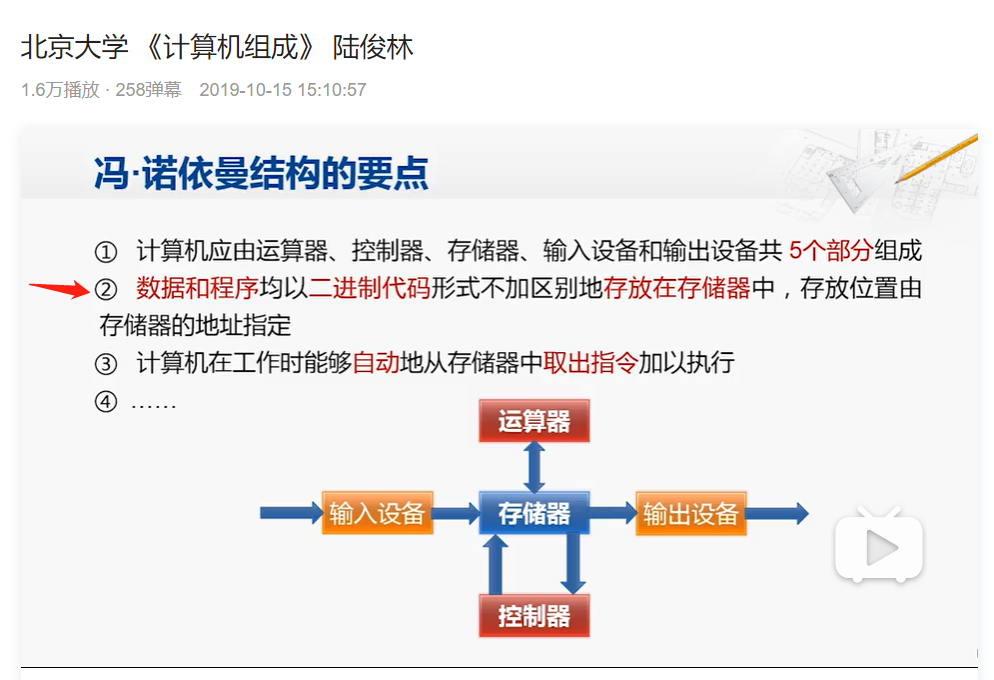 北京大学 《计算机组成》 陆俊林
1.6万播放 · 258弹幕 2019-10-15 15:10:57
冯·诺依曼结构的要点
① 计算机应由运算器、控制器、存储器、输入设备和输出设备共 5个部分组成
② 数据和程序均以二进制代码形式不加区别地存放在存储器中，存放位置由
存储器的地址指定
③ 计算机在工作时能够自动地从存储器中取出指令加以执行
④ ……
运算器
输入设备
存储器
输出设备
控制器